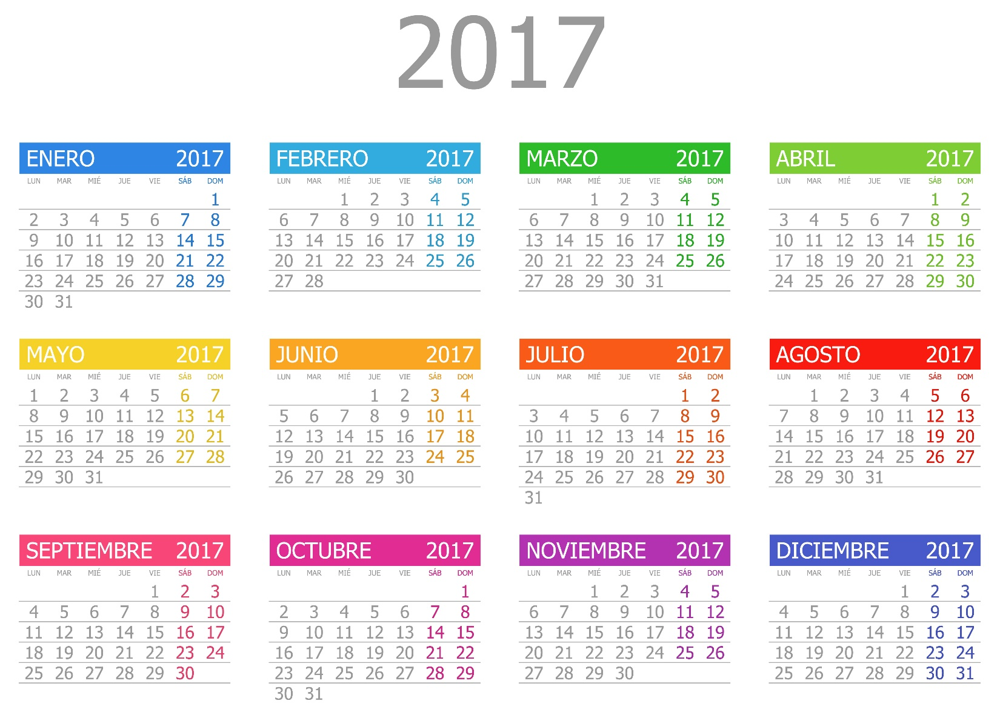 2017
ENERO 2017
LUN MAR MIÉ JUE VIE SÁB DOM
1
2 3 4 5 6 7 8
9 10 11 12 13 14 15
16 17 18 19 20 21 22
23 24 25 26 27 28 29
30 31
FEBRERO 2017
LUN MAR MIÉ JUE VIE SÁB DOM
1 2 3 4 5
6 7 8 9 10 11 12
13 14 15 16 17 18 19
20 21 22 23 24 25 26
27 28
MARZO 2017
LUN MAR MIÉ JUE VIE SÁB DOM
1 2 3 4 5
6 7 8 9 10 11 12
13 14 15 16 17 18 19
20 21 22 23 24 25 26
27 28 29 30 31
ABRIL 2017
LUN MAR MIÉ JUE VIE SÁB DOM
1 2
3 4 5 6 7 8 9
10 11 12 13 14 15 16
17 18 19 20 21 22 23
24 25 26 27 28 29 30
MAYO 2017
LUN MAR MIÉ JUE VIE SÁB DOM
1 2 3 4 5 6 7
8 9 10 11 12 13 14
15 16 17 18 19 20 21
22 23 24 25 26 27 28
29 30 31
JUNIO 2017
LUN MAR MIÉ JUE VIE SÁB DOM
1 2 3 4
5 6 7 8 9 10 11
12 13 14 15 16 17 18
19 20 21 22 23 24 25
26 27 28 29 30
JULIO 2017
LUN MAR MIÉ JUE VIE SÁB DOM
1 2
3 4 5 6 7 8 9
10 11 12 13 14 15 16
17 18 19 20 21 22 23
24 25 26 27 28 29 30
31
AGOSTO 2017
LUN MAR MIÉ JUE VIE SÁB DOM
1 2 3 4 5 6
7 8 9 10 11 12 13
14 15 16 17 18 19 20
21 22 23 24 25 26 27
28 29 30 31
SEPTIEMBRE 2017
LUN MAR MIÉ JUE VIE SÁB DOM
1 2 3
4 5 6 7 8 9 10
11 12 13 14 15 16 17
18 19 20 21 22 23 24
25 26 27 28 29 30
OCTUBRE 2017
LUN MAR MIÉ JUE VIE SÁB DOM
1
2 3 4 5 6 7 8
9 10 11 12 13 14 15
16 17 18 19 20 21 22
23 24 25 26 27 28 29
30 31
NOVIEMBRE 2017
LUN MAR MIÉ JUE VIE SÁB DOM
1 2 3 4 5
6 7 8 9 10 11 12
13 14 15 16 17 18 19
20 21 22 23 24 25 26
27 28 29 30
DICIEMBRE 2017
LUN MAR MIÉ JUE VIE SÁB DOM
1 2 3
4 5 6 7 8 9 10
11 12 13 14 15 16 17
18 19 20 21 22 23 24
25 26 27 28 29 30 31